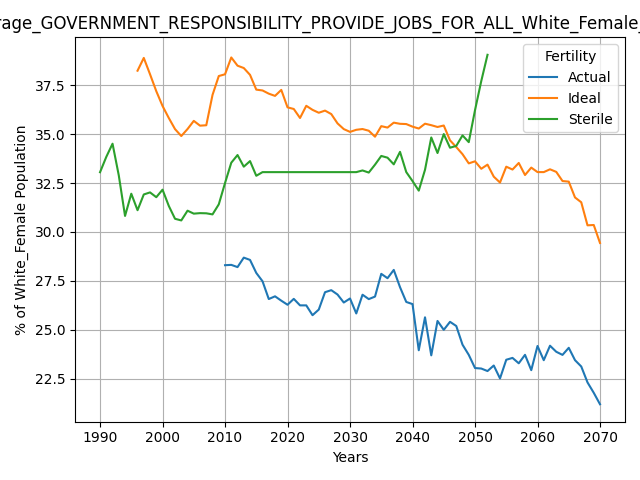 rage_GOVERNMENT_RESPONSIBILITY_PROVIDE_JOBS_FOR_ALL_White_Female_
Fertility
Actual
Ideal
Sterile
% of White_Female Population
37.5
35.0
32.5
30.0
27.5
25.0
22.5
1990 2000 2010 2020 2030 2040 2050 2060 2070
Years